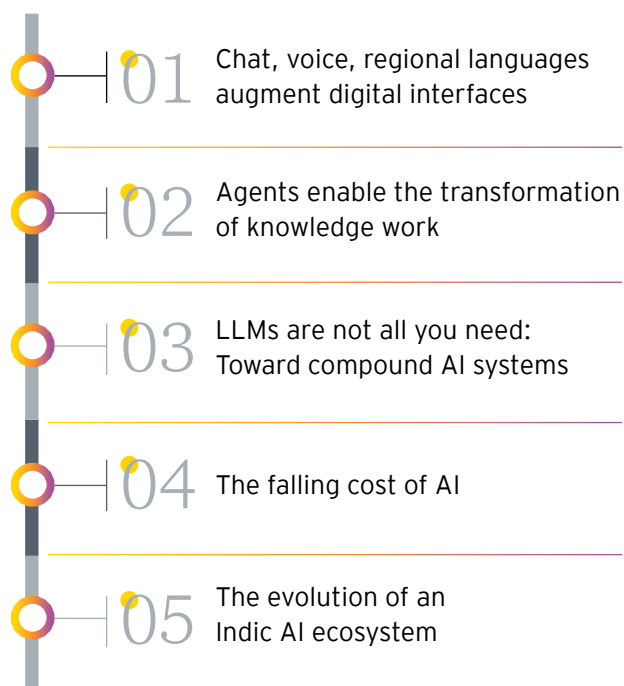 01
Chat, voice, regional languages
augment digital interfaces
02
Agents enable the transformation
of knowledge work
03
LLMs are not all you need:
Toward compound AI systems
04
The falling cost of AI
05
The evolution of an
Indic AI ecosystem